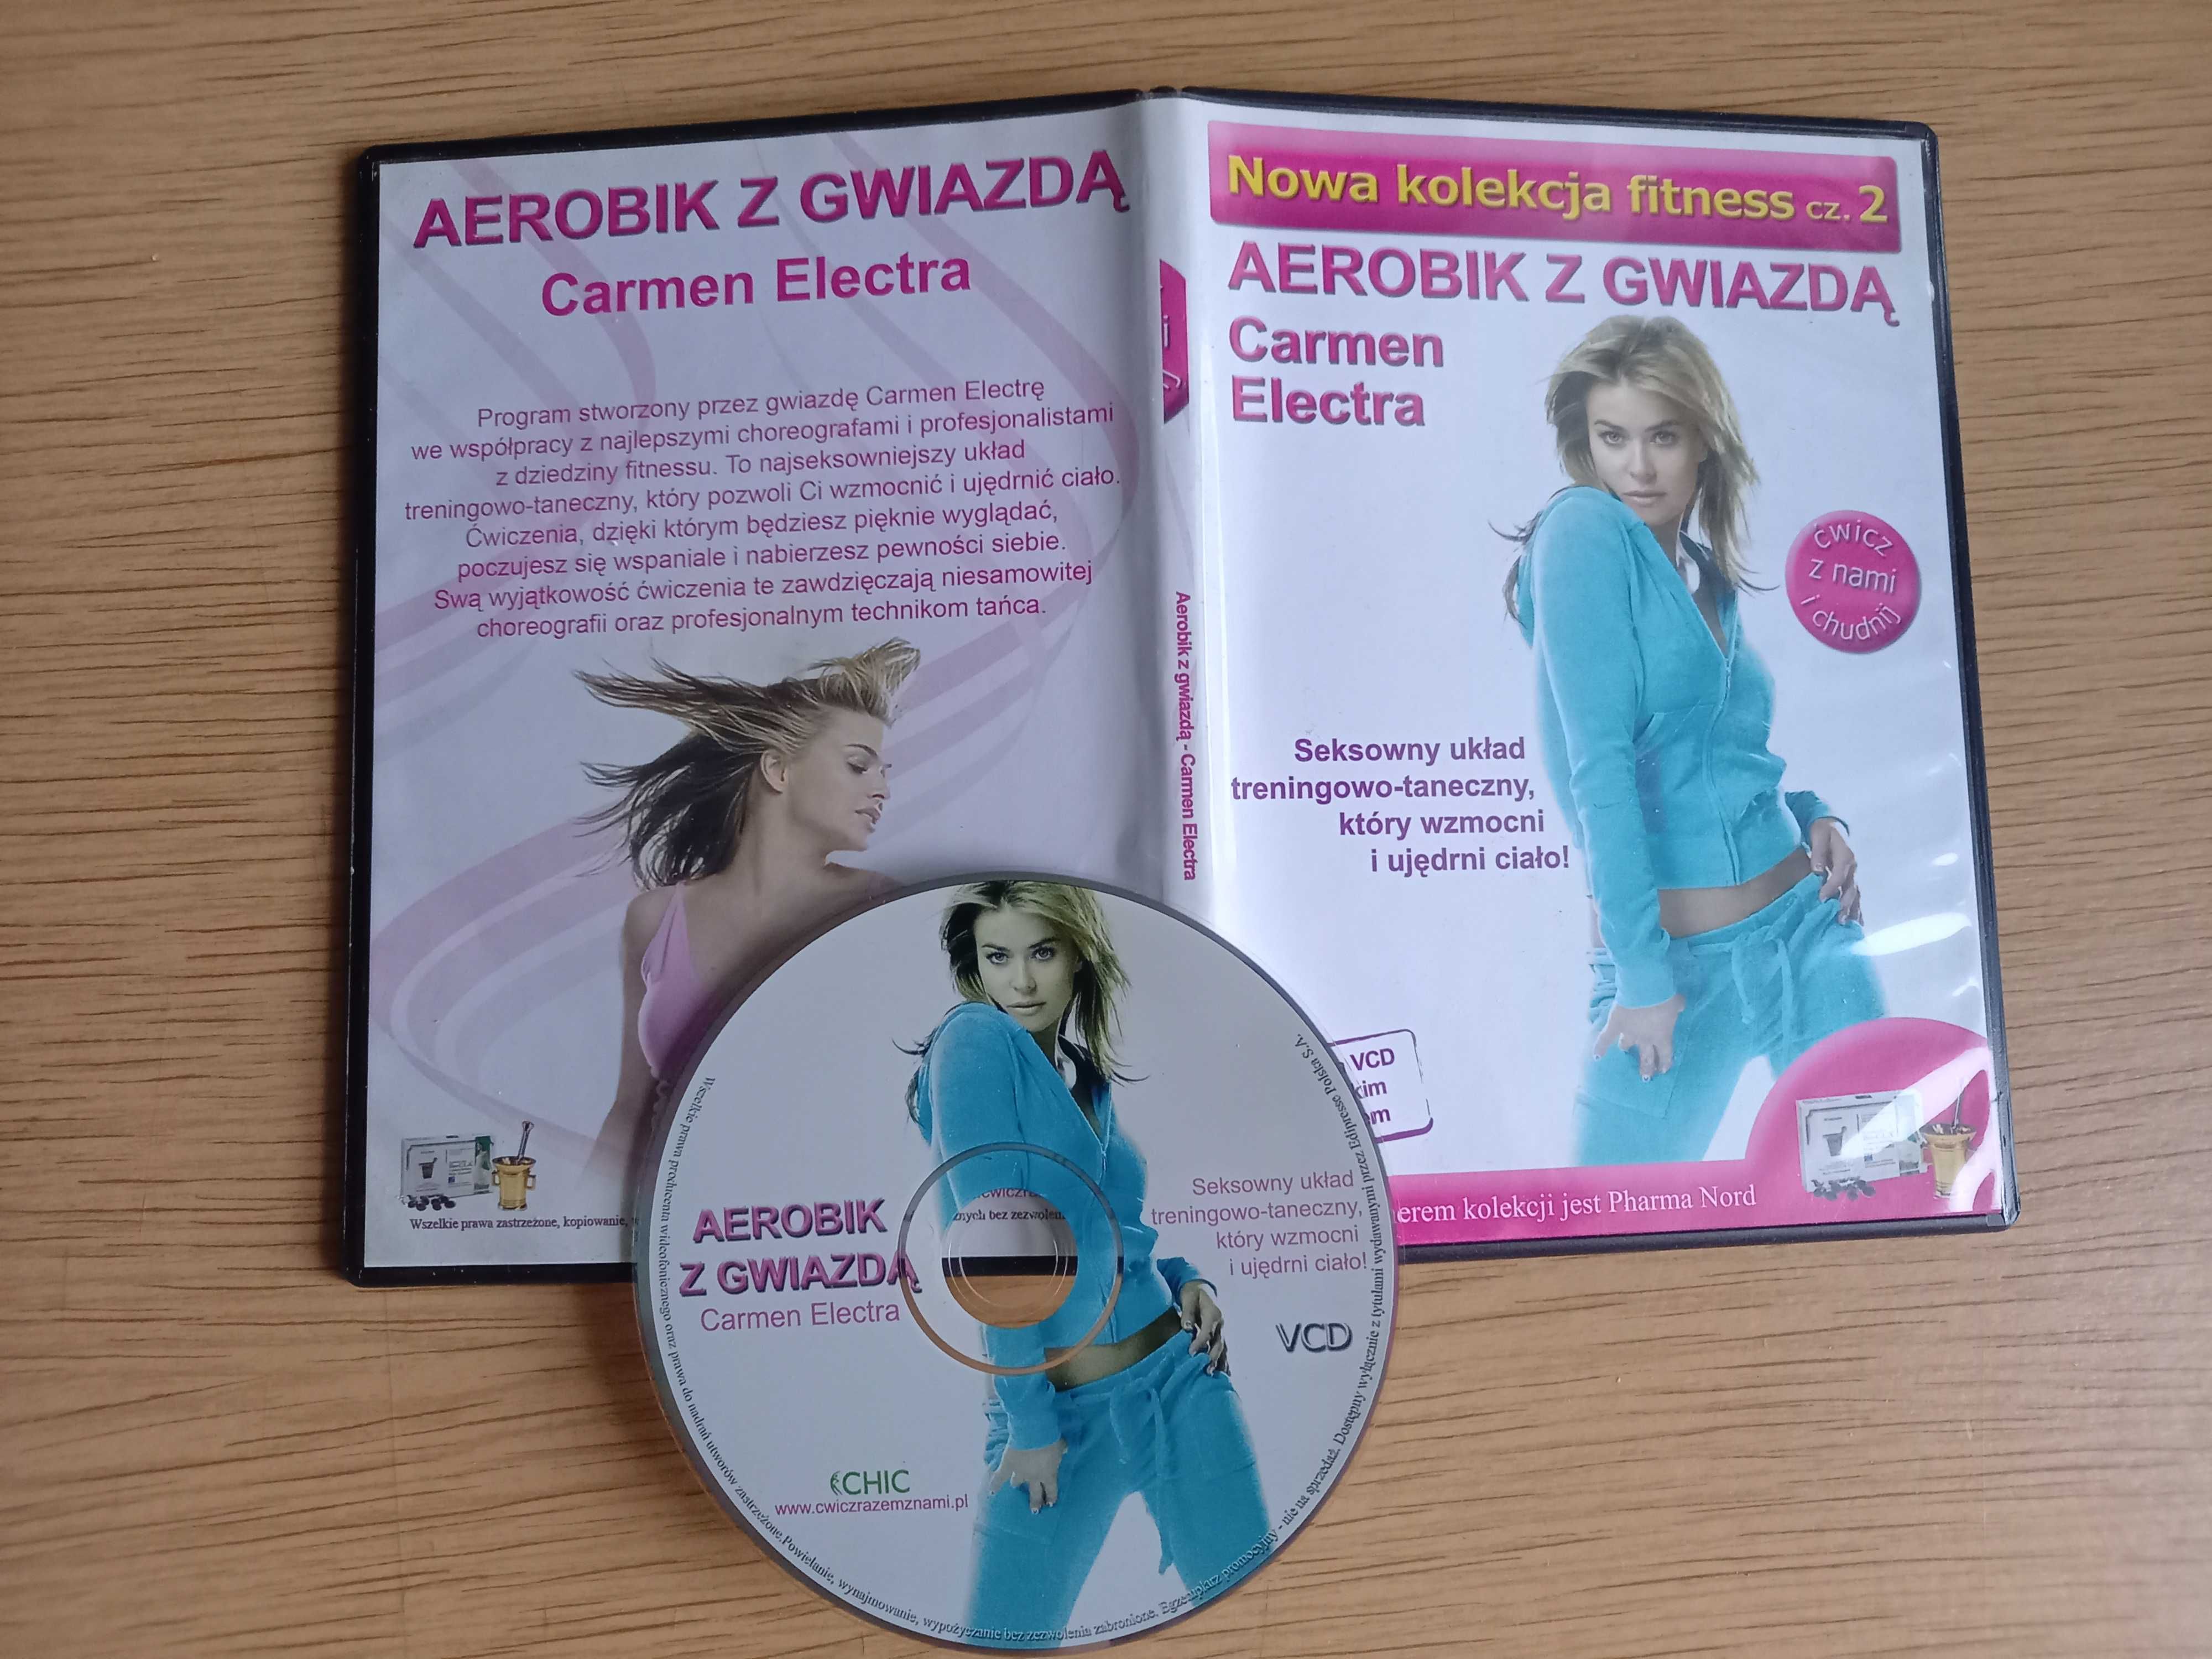 AEROBIK Z GWIAZDĄ
Carmen Electra
Program stworzony przez gwiazdę Carmen Electrę
we współpracy z najlepszymi choreografami i profesjonalistami
z dziedziny fitnessu. To najseksowniejszy układ
treningowo-taneczny, który pozwoli Ci wzmocnić i ujędrnić ciało.
Ćwiczenia, dzięki którym będziesz pięknie wyglądać,
poczujesz się wspaniale i nabierzesz pewności siebie.
Swą wyjątkowość ćwiczenia te zawdzięczają niesamowitej
choreografii oraz profesjonalnym technikom tańca.
Wszelkie prawa zastrzeżone, kopiowanie,
Aerobik z gwiazdą - Carmen Electra
Nowa kolekcja fitness cz. 2
AEROBIK Z GWIAZDĄ
Carmen
Electra
ćwicz
z nami
i chudnij
Seksowny układ
treningowo-taneczny,
który wzmocni
i ujędrni ciało!
VCD
kolekcji jest Pharma Nord
AEROBIK
Z GWIAZDĄ
Carmen Electra
bez
Seksowny układ
treningowo-taneczny,
który wzmocni
i ujędrni ciało!
VCD
CHIC
www.cwiczrazemznami.pl
Wszelkie prawa producenta wideofonicznego oraz prawa do nadrań utworów zastrzeżone. Powielanie, wynajmowanie, wypożyczanie bez zezwolenia zabronione. Egzemplarz promocyjny - nie na sprzedaż. Dostępny wyłącznie z tytułami wydawanymi przez Edipresse Polska S.A.